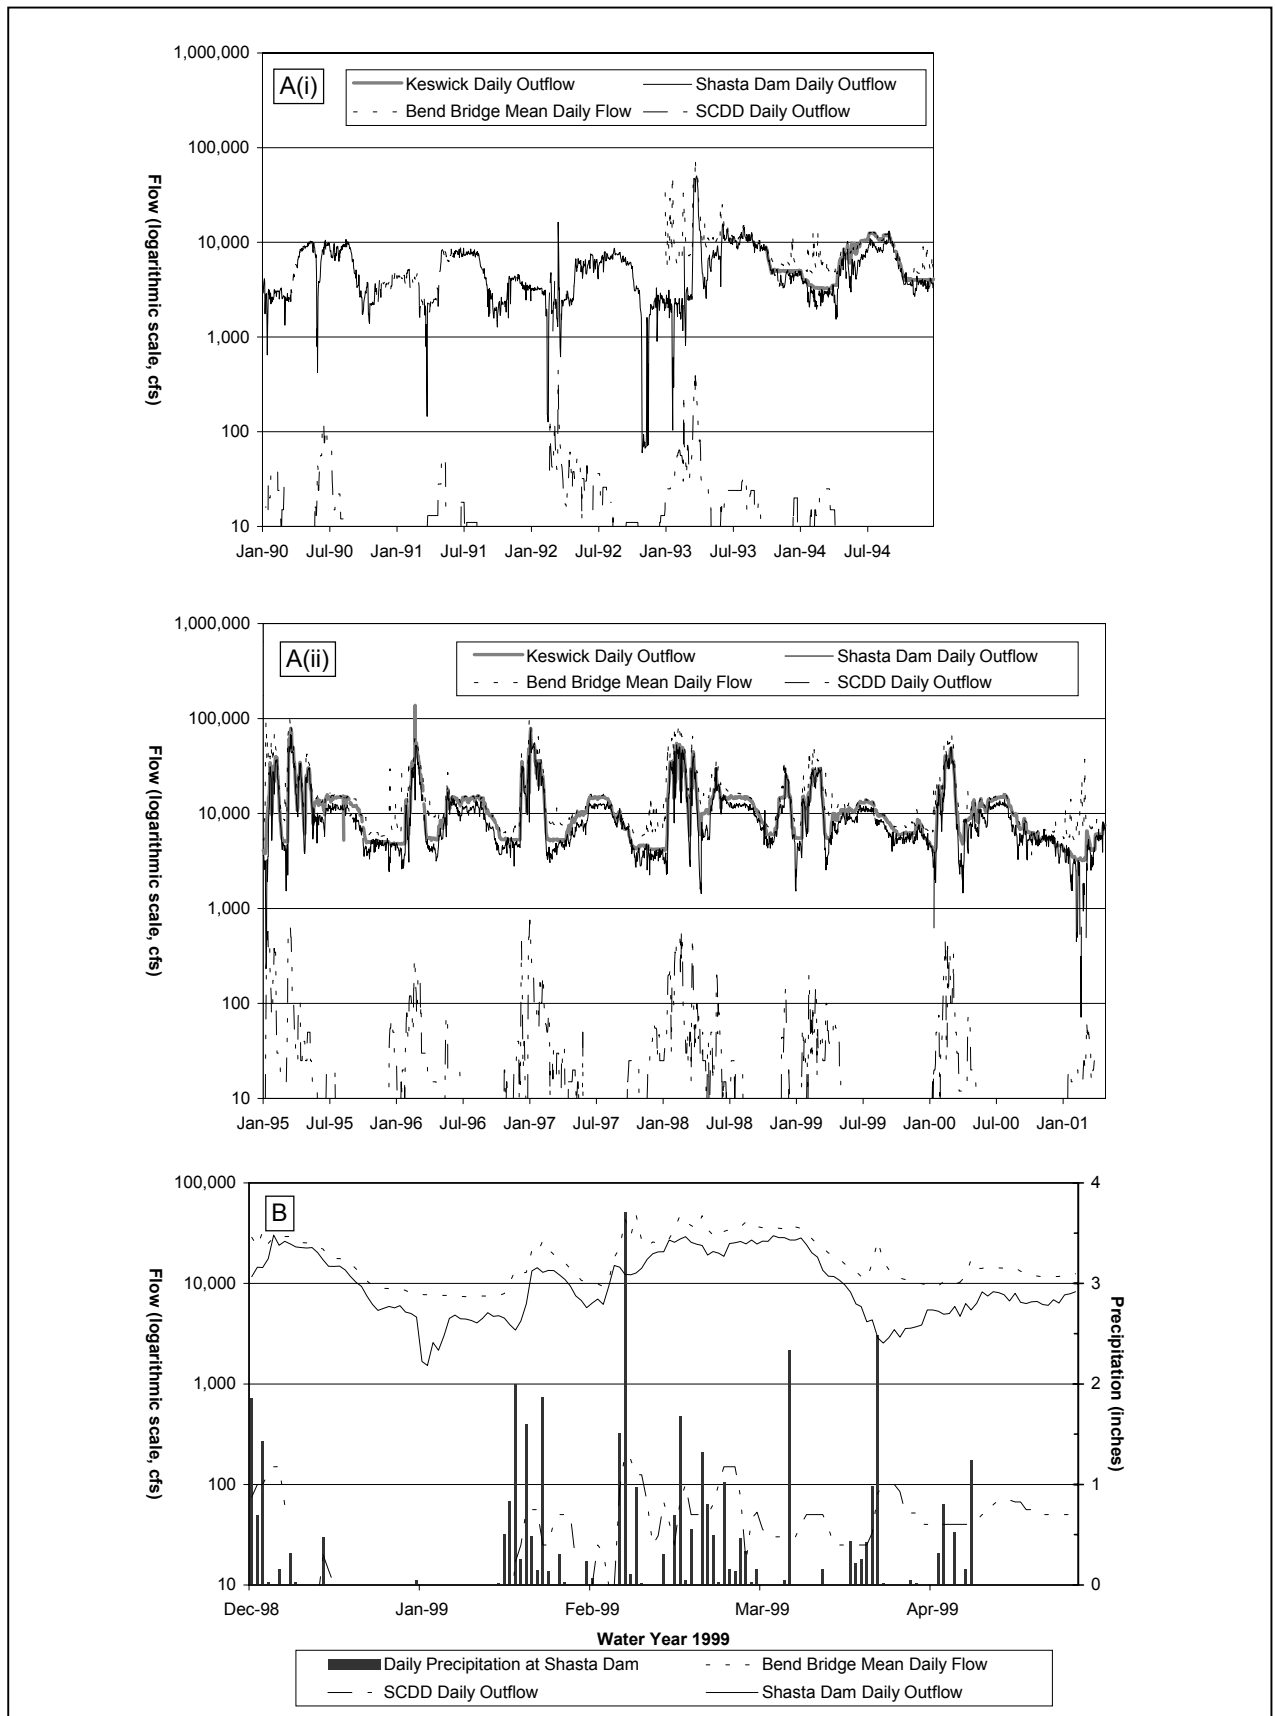 1,000,000
A(i)
Keswick Daily Outflow
Shasta Dam Daily Outflow
Bend Bridge Mean Daily Flow
SCDD Daily Outflow
100,000
10,000
1,000
100
10
Flow (logarithmic scale, cfs)
Jan-90 Jul-90 Jan-91 Jul-91 Jan-92 Jul-92 Jan-93 Jul-93 Jan-94 Jul-94
1,000,000
A(ii)
Keswick Daily Outflow
Shasta Dam Daily Outflow
Bend Bridge Mean Daily Flow
SCDD Daily Outflow
100,000
10,000
1,000
100
10
Flow (logarithmic scale, cfs)
Jan-95 Jul-95 Jan-96 Jul-96 Jan-97 Jul-97 Jan-98 Jul-98 Jan-99 Jul-99 Jan-00 Jul-00 Jan-01
100,000
B
10,000
1,000
100
10
Flow (logarithmic scale, cfs)
4
3
2
1
0
Precipitation (inches)
Dec-98 Jan-99 Feb-99 Mar-99 Apr-99
Water Year 1999
Daily Precipitation at Shasta Dam
Bend Bridge Mean Daily Flow
SCDD Daily Outflow
Shasta Dam Daily Outflow